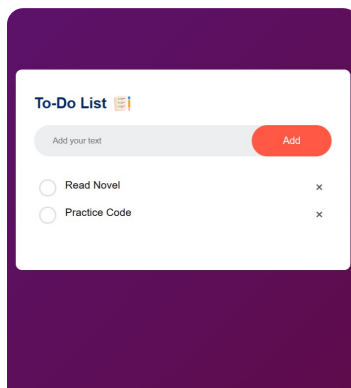 To-Do List
Add your text
Add
Read Novel
×
Practice Code
×